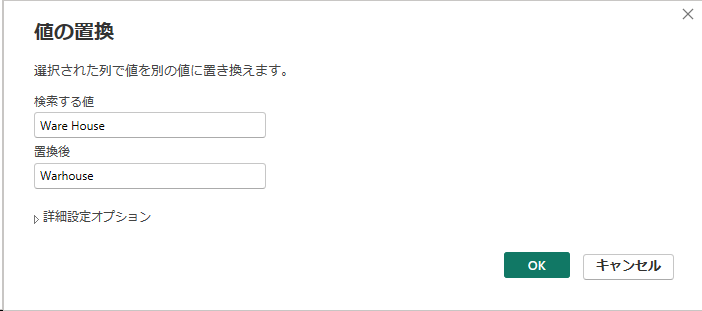 値の置換
選択された列で値を別の値に置き換えます。
検索する値
Ware House
置換後
Warhouse
詳細設定オプション
OK
キャンセル